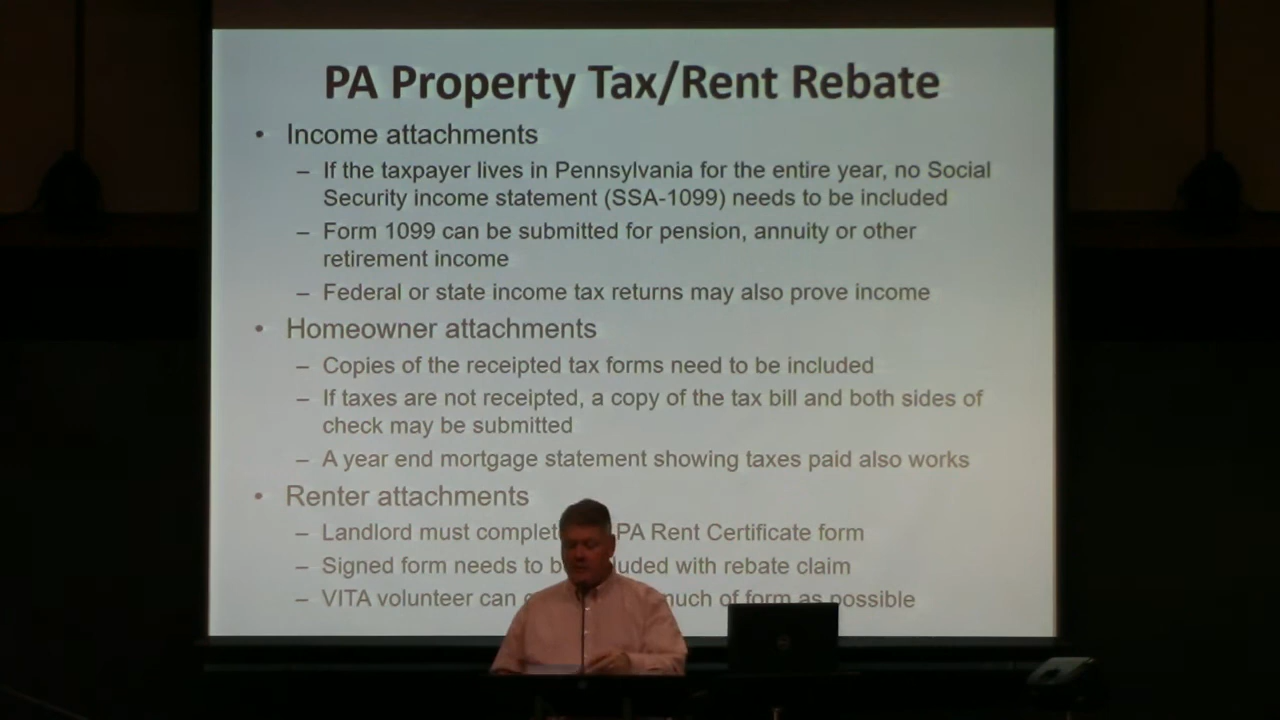 PA Property Tax/Rent Rebate
• Income attachments
– If the taxpayer lives in Pennsylvania for the entire year, no Social
Security income statement (SSA-1099) needs to be included
– Form 1099 can be submitted for pension, annuity or other
retirement income
– Federal or state income tax returns may also prove income
• Homeowner attachments
– Copies of the receipted tax forms need to be included
– If taxes are not receipted, a copy of the tax bill and both sides of
check may be submitted
– A year end mortgage statement showing taxes paid also works
• Renter attachments
– Landlord must PA Rent Certificate form
– Signed form needs to with rebate claim
– VITA volunteer can of form as possible